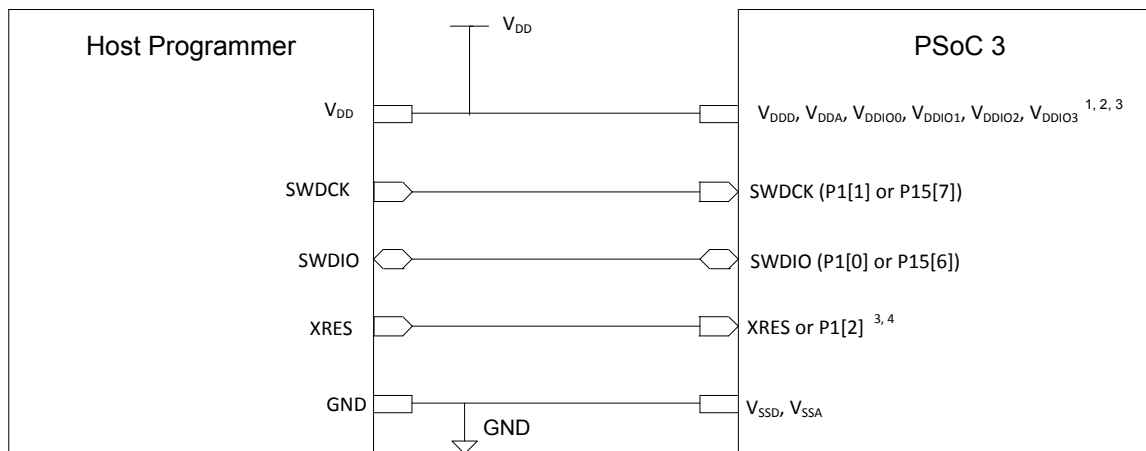 Host Programmer
V_DD
PSoC 3
V_DD
V_DDD, V_DDA, V_DDIO0, V_DDIO1, V_DDIO2, V_DDIO3 1, 2, 3
SWDCK
SWDCK (P1[1] or P15[7])
SWDIO
SWDIO (P1[0] or P15[6])
XRES
XRES or P1[2] 3, 4
GND
GND
V_SSD, V_SSA